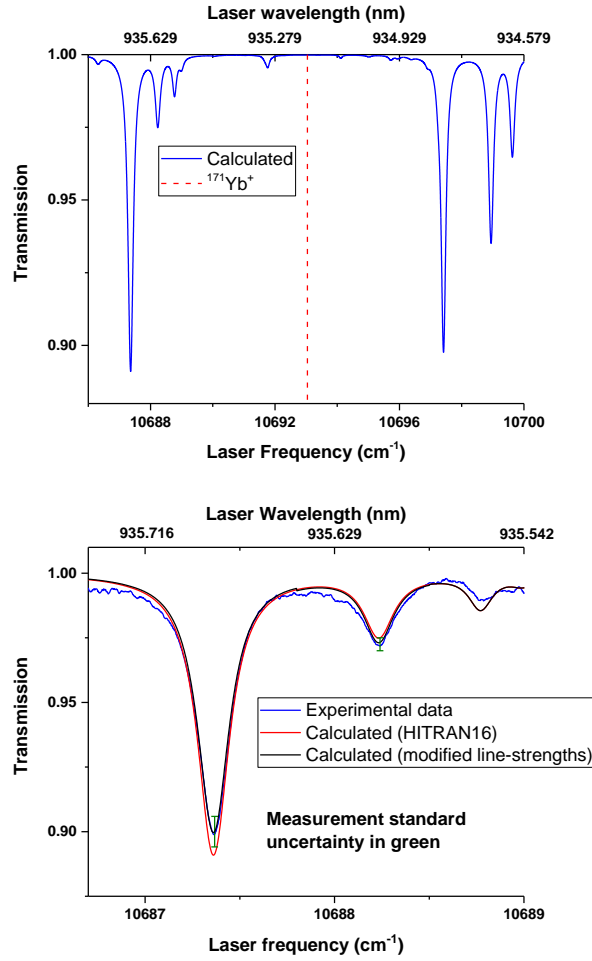 Laser wavelength (nm)
935.629 935.279 934.929 934.579
1.00
0.95
0.90
Transmission
Calculated
¹⁷¹Yb⁺
10688 10692 10696 10700
Laser Frequency (cm⁻¹)
Laser Wavelength (nm)
935.716 935.629 935.542
1.00
0.95
0.90
Transmission
Experimental data
Calculated (HITRAN16)
Calculated (modified line-strengths)
Measurement standard
uncertainty in green
10687 10688 10689
Laser frequency (cm⁻¹)